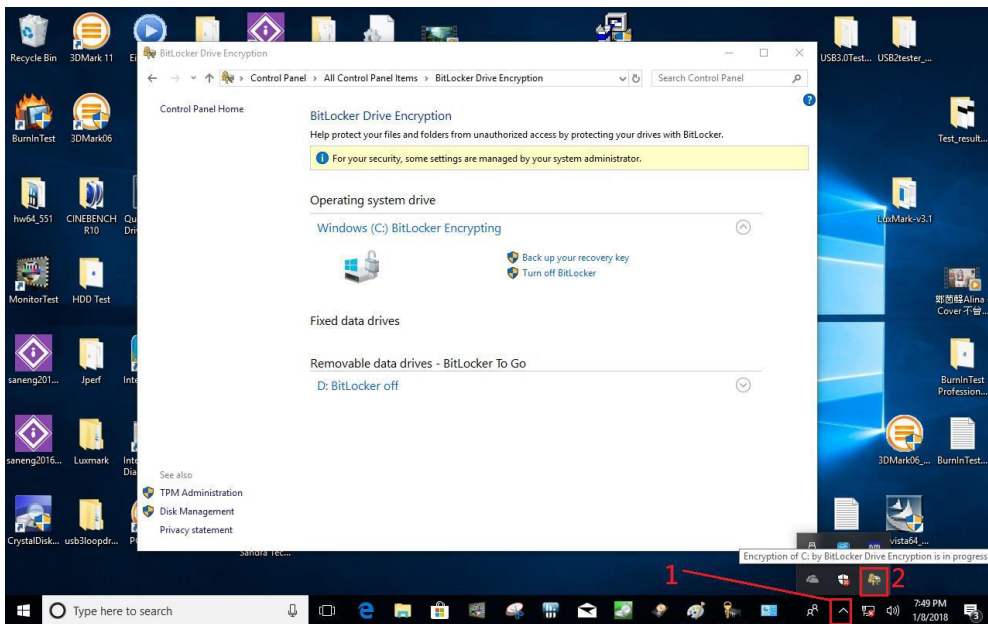 Recycle Bin
3DMark 11
USB3.0Test...
USB2tester_...
BitLocker Drive Encryption
Control Panel > All Control Panel Items > BitLocker Drive Encryption
Search Control Panel
Control Panel Home
BitLocker Drive Encryption
Help protect your files and folders from unauthorized access by protecting your drives with BitLocker.
For your security, some settings are managed by your system administrator.
BurnInTest
3DMark06
Test_result...
Operating system drive
Windows (C:) BitLocker Encrypting
Back up your recovery key
Turn off BitLocker
hw64_551
CINEBENCH
R10
LuxMark-v3.1
MonitorTest
HDD Test
Fixed data drives
Removable data drives - BitLocker To Go
D: BitLocker off
saneng201...
Jperf
BurnInTest
Profession...
saneng2016...
Luxmark
3DMark06_...
BurnInTest...
See also
TPM Administration
Disk Management
Privacy statement
CrystalDisk...
usb3loopdr...
Sandra Tec...
vista64_...
Encryption of C: by BitLocker Drive Encryption is in progress
1
2
Type here to search
7:49 PM
1/8/2018
3